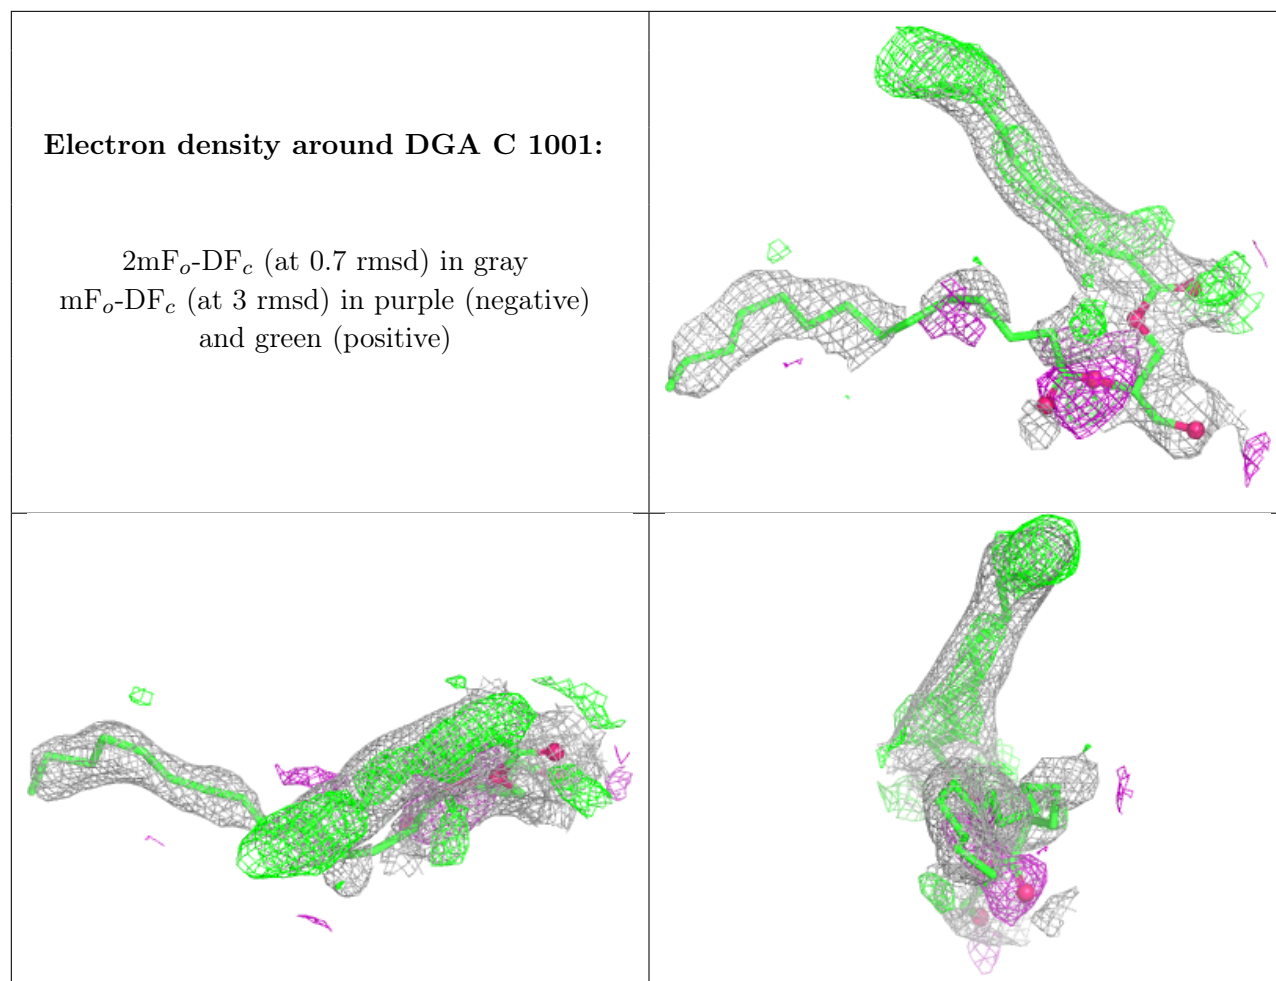 Electron density around DGA C 1001:
2mFo-DFc (at 0.7 rmsd) in gray
mFo-DFc (at 3 rmsd) in purple (negative)
and green (positive)